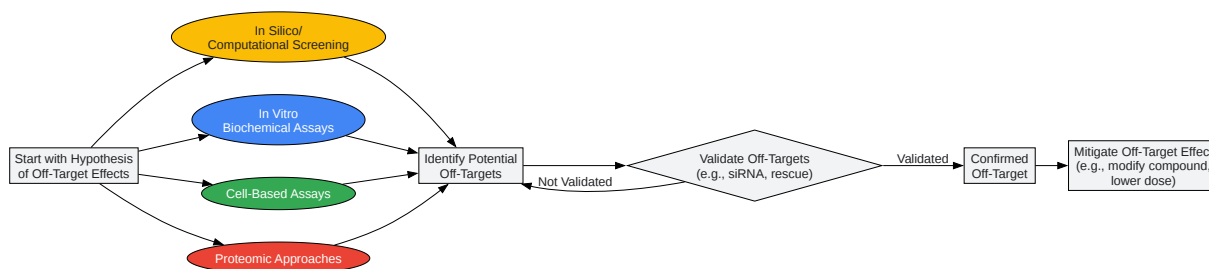 In Silico/
Computational Screening
In Vitro
Biochemical Assays
Start with Hypothesis
of Off-Target Effects
Cell-Based Assays
Proteomic Approaches
Identify Potential
Off-Targets
Not Validated
Validate Off-Targets
(e.g., siRNA, rescue)
Validated
Confirmed
Off-Target
Mitigate Off-Target Effec
(e.g., modify compound,
lower dose)